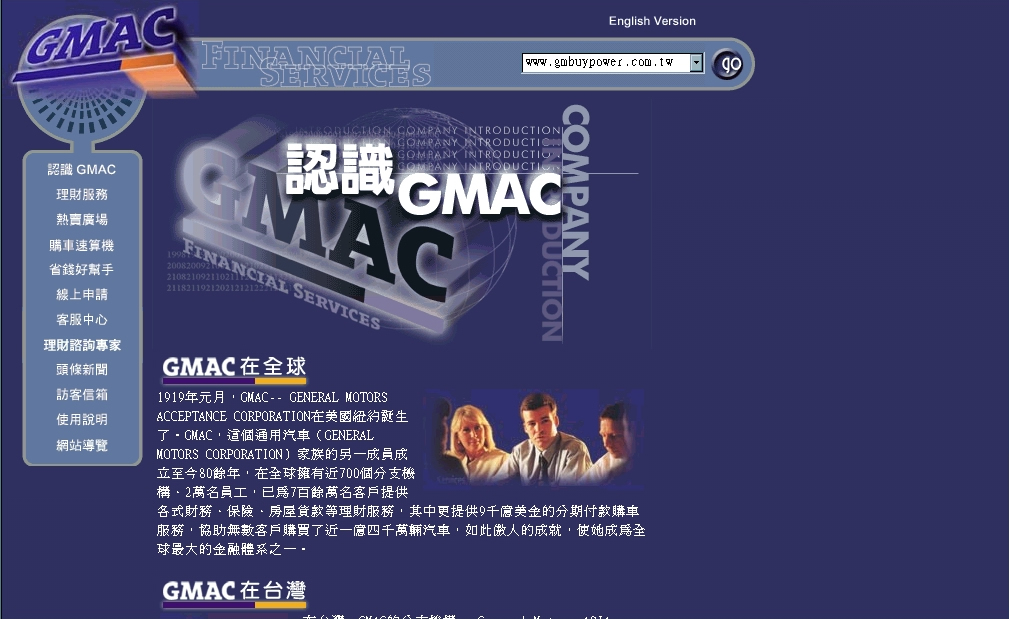 English Version
GMAC
FINANCIAL SERVICES
www.gmbuypower.com.tw
go
認識 GMAC
理財服務
熱賣廣場
購車速算機
省錢好幫手
線上申請
客服中心
理財諮詢專家
頭條新聞
訪客信箱
使用說明
網站導覽
INTRODUCTION COMPANY INTRODUCTION
COMPANY INTRODUCTION
COMPANY INTRODUCTION
COMPANY INTRODUCTION
認識GMAC
COMPANY
INTRODUCTION
GMAC
FINANCIAL SERVICES
GMAC在全球
1919年元月，GMAC-- GENERAL MOTORS
ACCEPTANCE CORPORATION在美國紐約誕生
了。GMAC，這個通用汽車（GENERAL
MOTORS CORPORATION）家族的另一成員成
立至今80餘年，在全球擁有近700個分支機
構、2萬名員工，已為7百餘萬名客戶提供
各式財務、保險、房屋貸款等理財服務，其中更提供9千億美金的分期付款購車
服務，協助無數客戶購買了近一億四千萬輛汽車，如此傲人的成就，使她成為全
球最大的金融體系之一。
GMAC在台灣